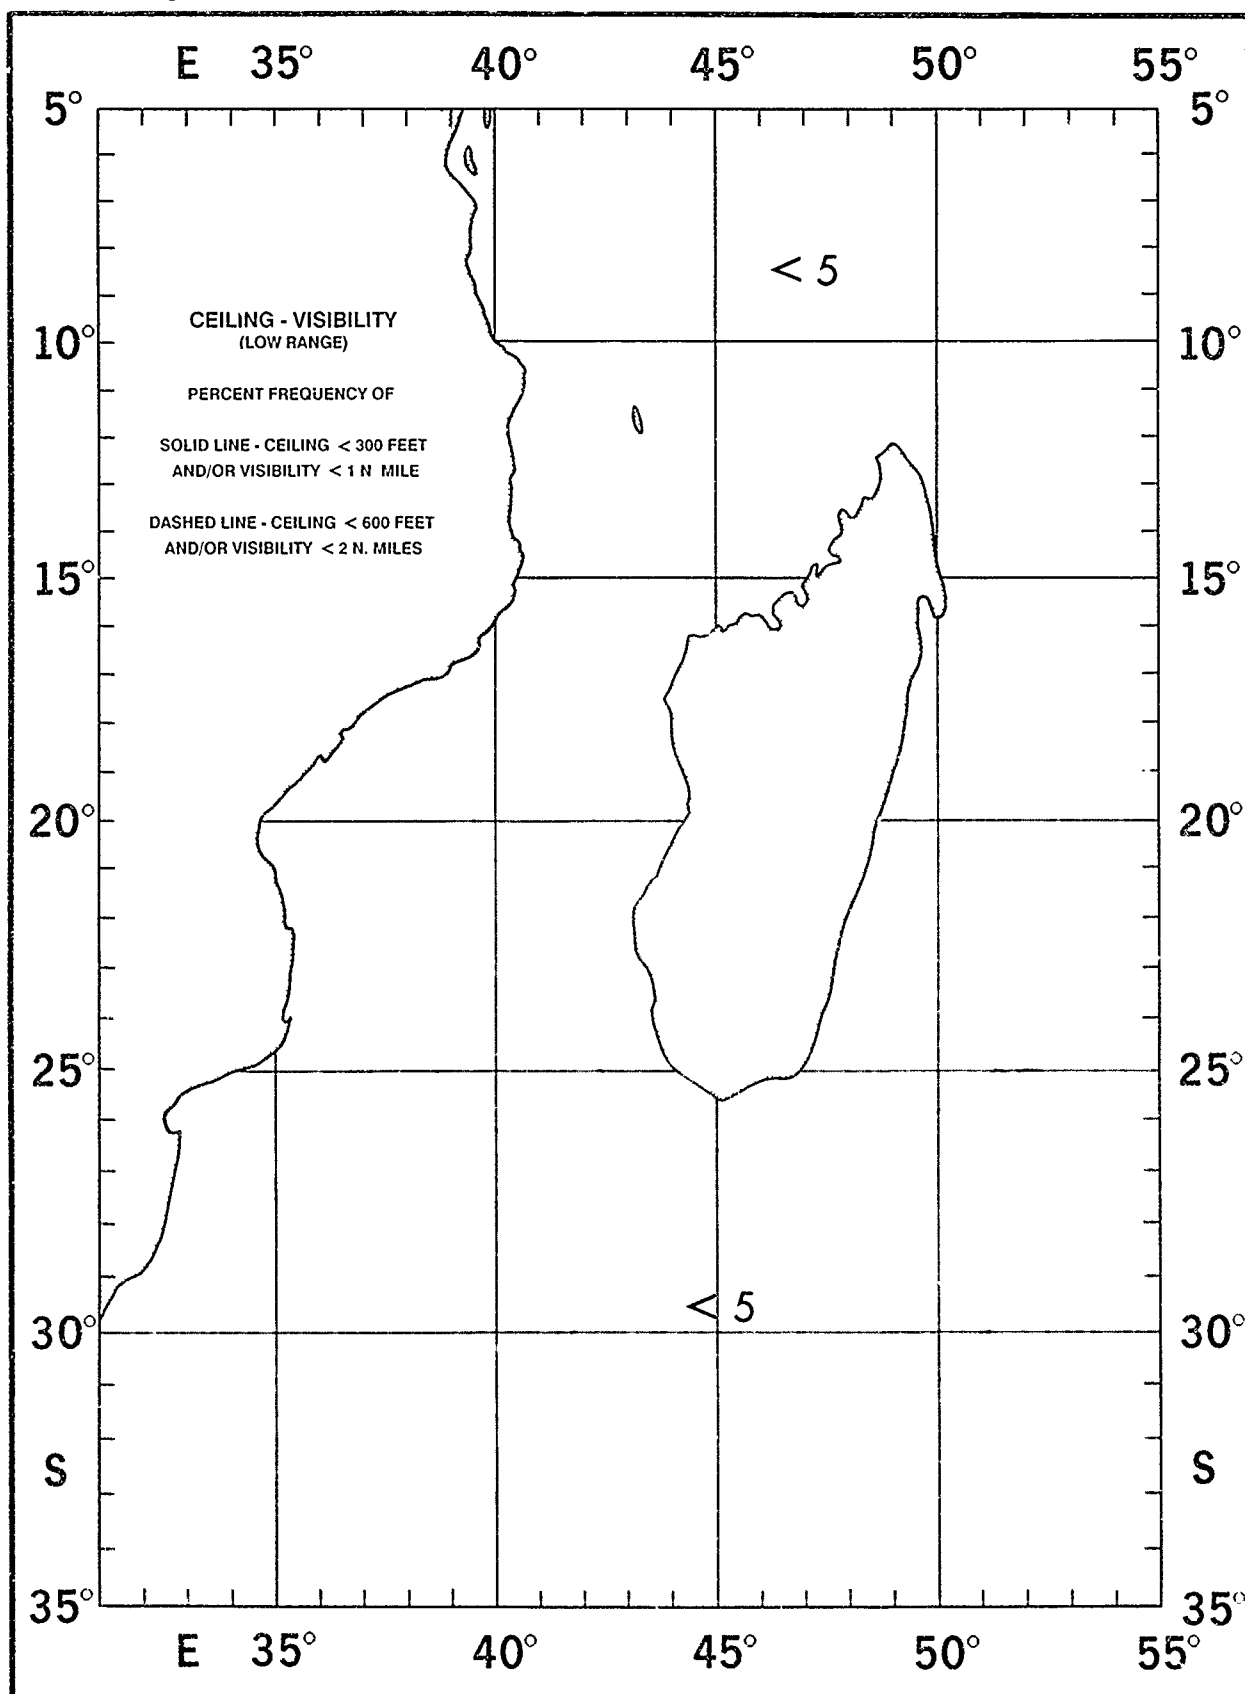 E 35° 40° 45° 50° 55°
5° 5°
< 5
CEILING - VISIBILITY
(LOW RANGE)
10° 10°
PERCENT FREQUENCY OF
SOLID LINE - CEILING < 300 FEET
AND/OR VISIBILITY < 1 N MILE
DASHED LINE - CEILING < 600 FEET
AND/OR VISIBILITY < 2 N. MILES
15° 15°
20° 20°
25° 25°
< 5
30° 30°
S S
35° 35°
E 35° 40° 45° 50° 55°